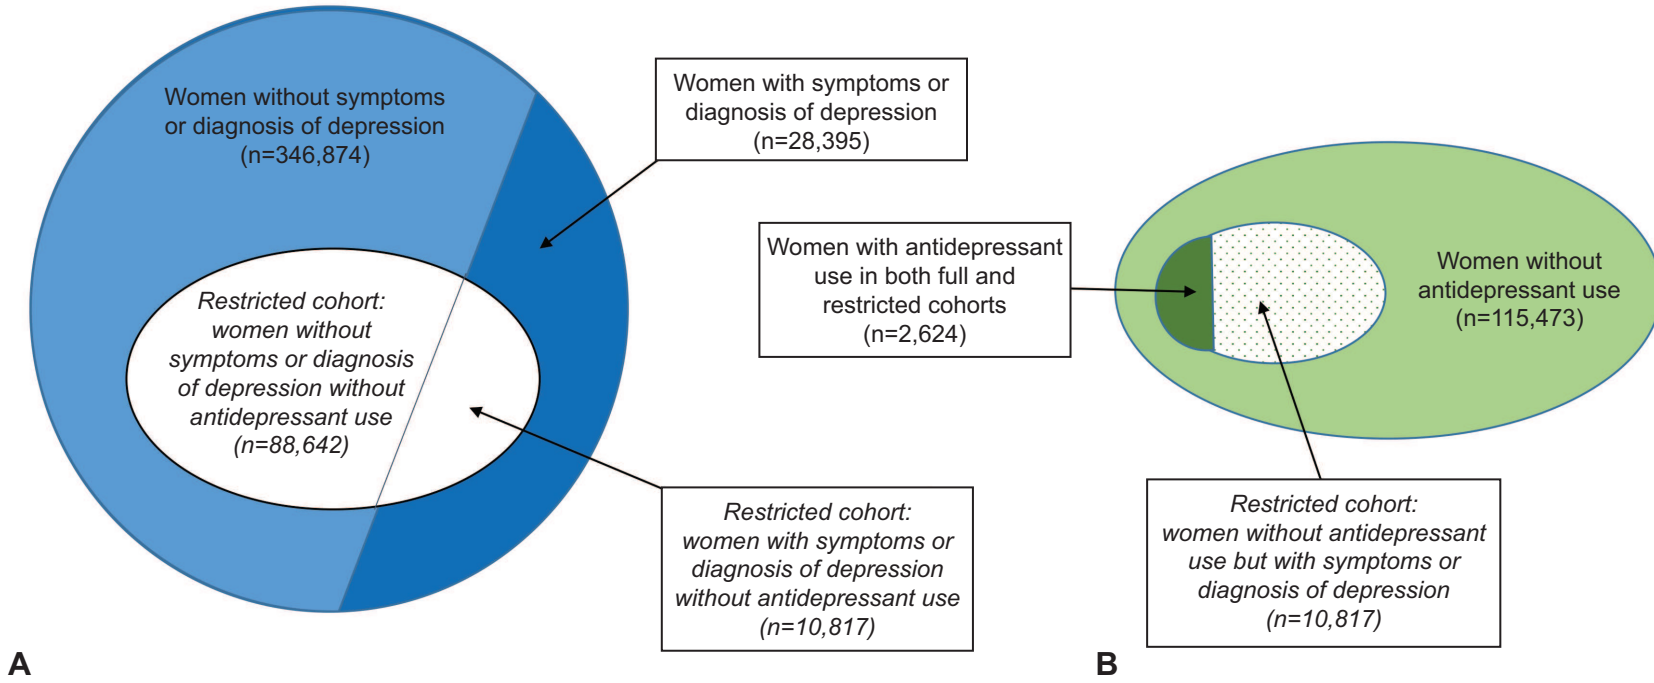 Women without symptoms
or diagnosis of depression
(n=346,874)
Women with symptoms or
diagnosis of depression
(n=28,395)
Restricted cohort:
women without
symptoms or diagnosis
of depression without
antidepressant use
(n=88,642)
Restricted cohort:
women with symptoms or
diagnosis of depression
without antidepressant use
(n=10,817)
A
Women with antidepressant
use in both full and
restricted cohorts
(n=2,624)
Women without
antidepressant use
(n=115,473)
Restricted cohort:
women without antidepressant
use but with symptoms or
diagnosis of depression
(n=10,817)
B